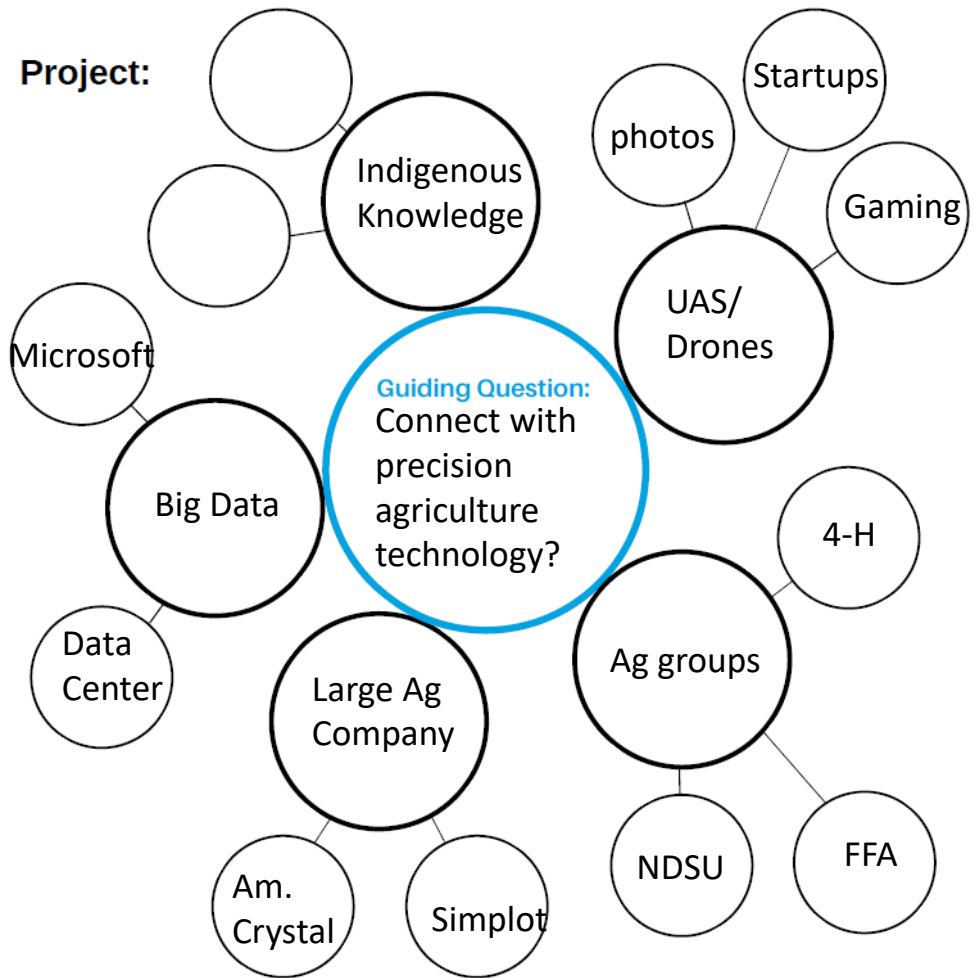 Project:
Indigenous
Knowledge
photos
Startups
Gaming
UAS/
Drones
Microsoft
Big Data
Data
Center
Guiding Question:
Connect with
precision
agriculture
technology?
4-H
Ag groups
NDSU
FFA
Large Ag
Company
Am.
Crystal
Simplot